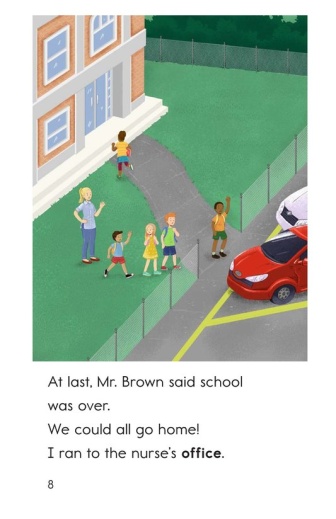 At last, Mr. Brown said school
was over.
We could all go home!
I ran to the nurse's office.
8